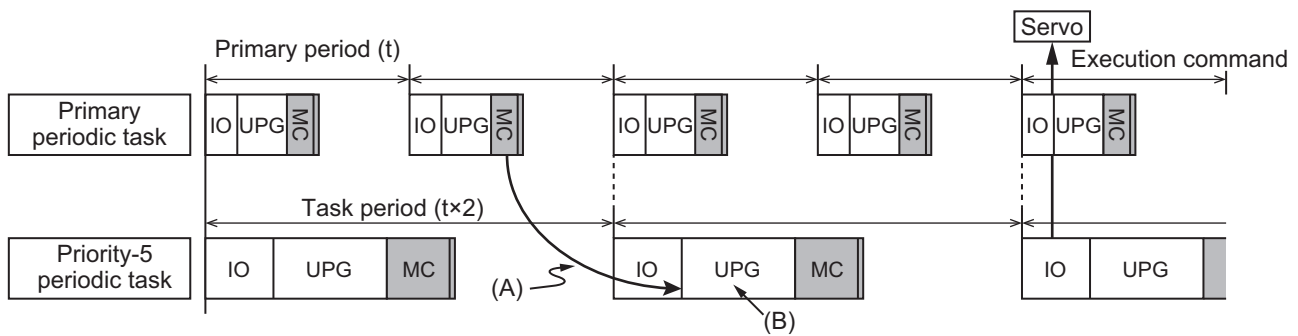 Servo
Primary period (t)
Execution command
Primary
periodic task
IO UPG MC IO UPG MC IO UPG MC IO UPG MC IO UPG MC
Task period (t×2)
Priority-5
periodic task
IO UPG MC IO UPG MC IO UPG
(A)
(B)